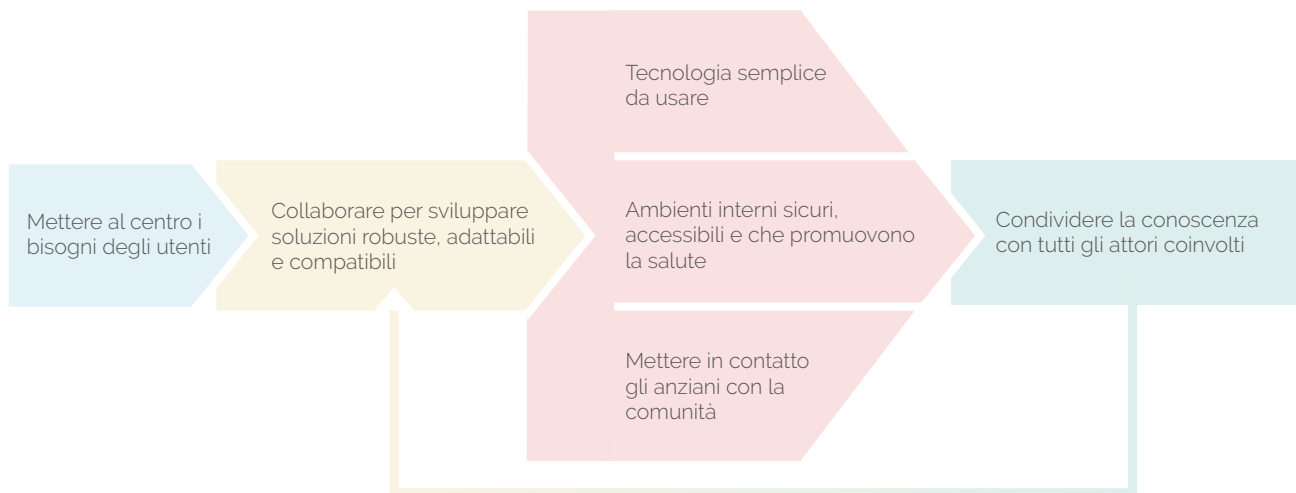 Mettere al centro i
bisogni degli utenti
Collaborare per sviluppare
soluzioni robuste, adattabili
e compatibili
Tecnologia semplice
da usare
Ambienti interni sicuri,
accessibili e che promuovono
la salute
Mettere in contatto
gli anziani con la
comunità
Condividere la conoscenza
con tutti gli attori coinvolti